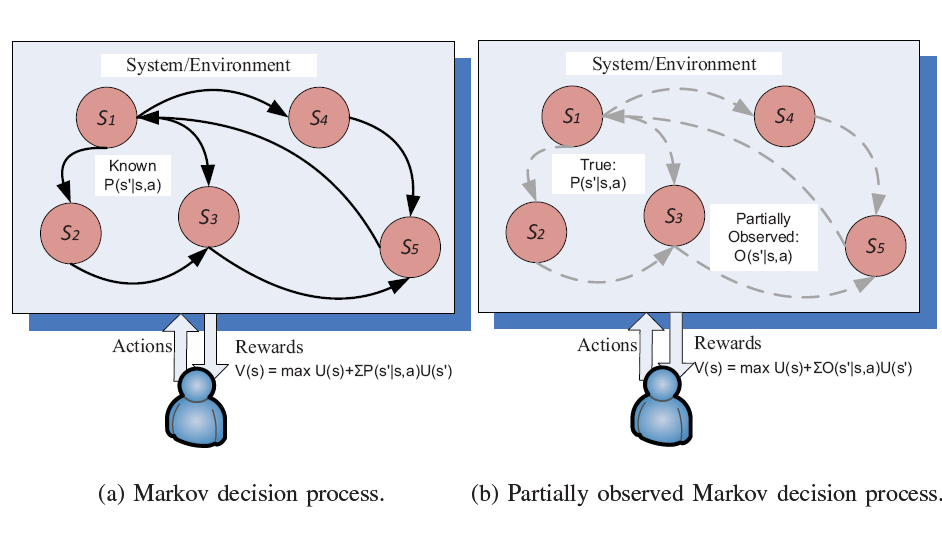 System/Environment
S1
S4
Known
P(s'|s,a)
S3
S2
S5
Actions
Rewards
V(s) = max U(s)+ΣP(s'|s,a)U(s')
(a) Markov decision process.
System/Environment
S1
S4
True:
P(s'|s,a)
S3
S2
Partially
Observed:
O(s'|s,a)
S5
Actions
Rewards
V(s) = max U(s)+ΣO(s'|s,a)U(s')
(b) Partially observed Markov decision process.